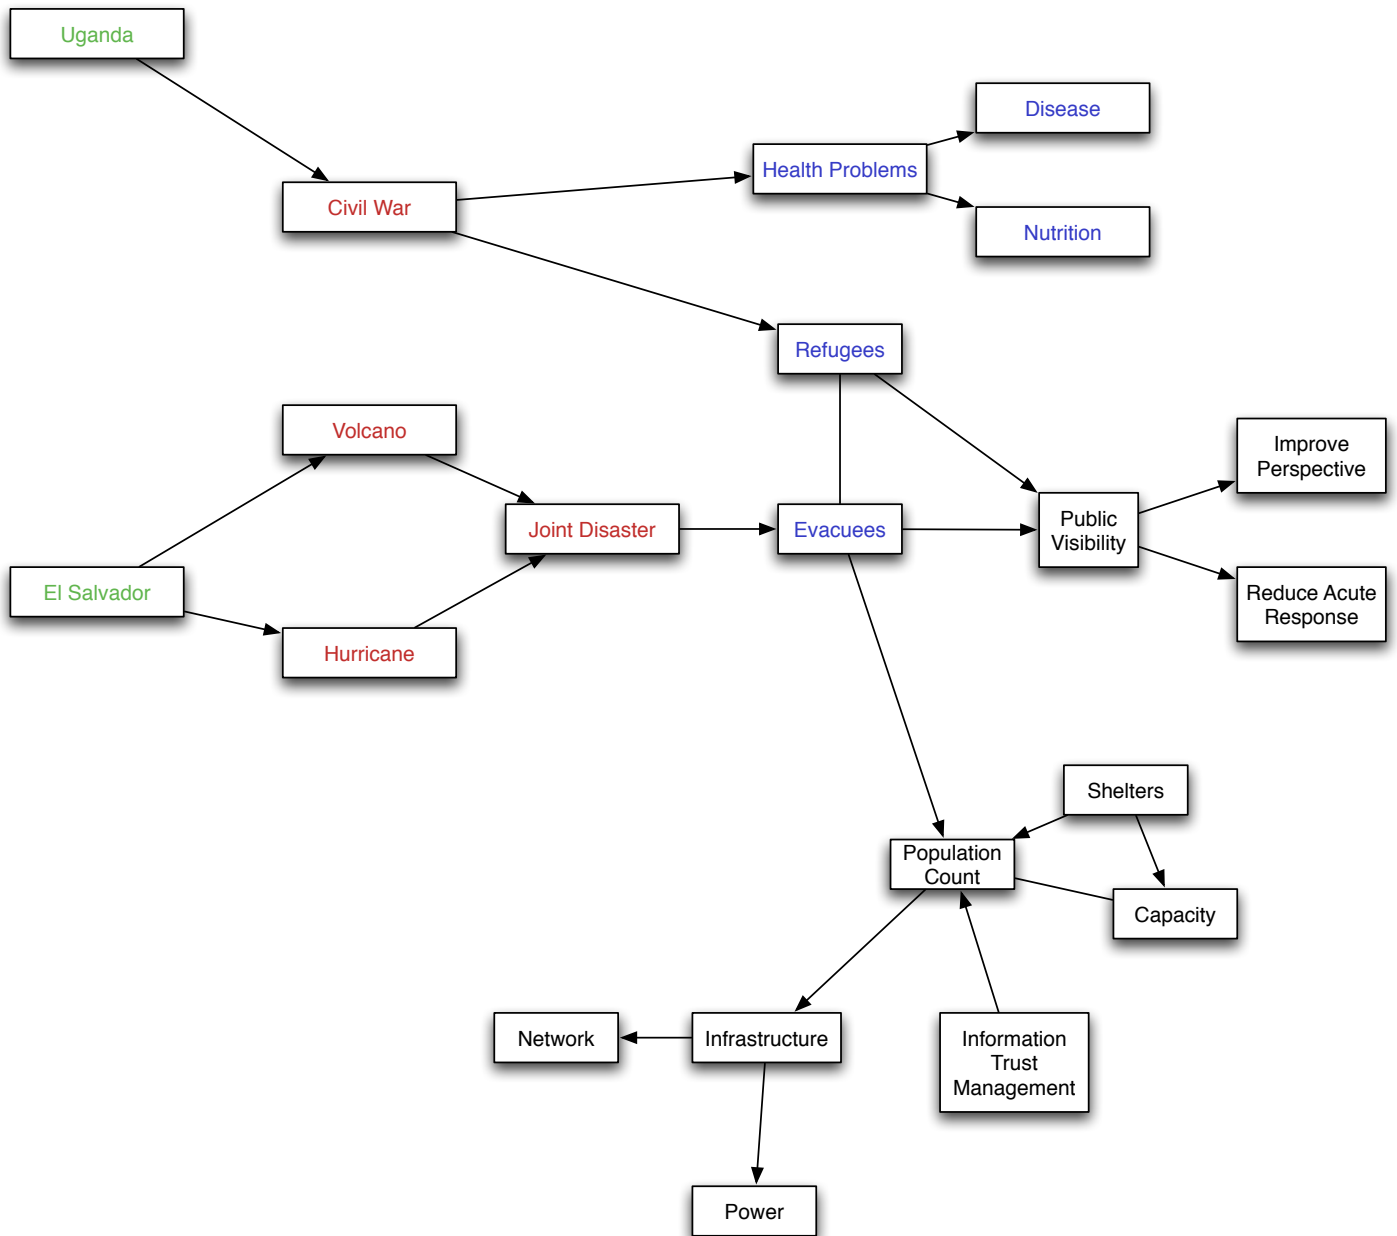 Uganda
Disease
Health Problems
Civil War
Nutrition
Refugees
Volcano
Improve
Perspective
Joint Disaster
Evacuees
Public
Visibility
El Salvador
Reduce Acute
Response
Hurricane
Shelters
Population
Count
Capacity
Network
Infrastructure
Information
Trust
Management
Power